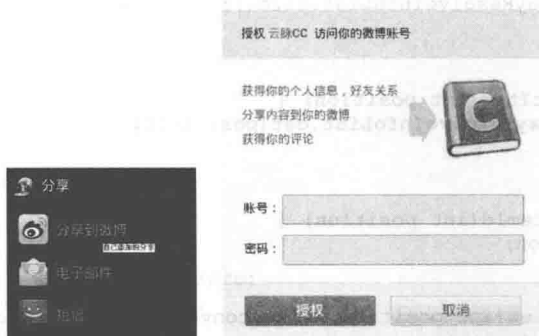 授权 云脉CC 访问你的微博账号
获得你的个人信息，好友关系
分享内容到你的微博
获得你的评论
C
账号：
密码：
授权 取消
分享
分享到微博
电子邮件
短信